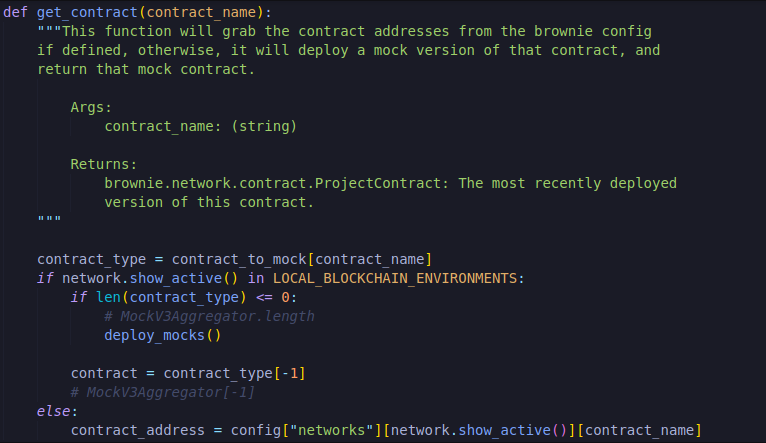 def get_contract(contract_name):
    """This function will grab the contract addresses from the brownie config
    if defined, otherwise, it will deploy a mock version of that contract, and
    return that mock contract.

        Args:
            contract_name: (string)

        Returns:
            brownie.network.contract.ProjectContract: The most recently deployed
            version of this contract.
    """

    contract_type = contract_to_mock[contract_name]
    if network.show_active() in LOCAL_BLOCKCHAIN_ENVIRONMENTS:
        if len(contract_type) <= 0:
            # MockV3Aggregator.length
            deploy_mocks()

        contract = contract_type[-1]
        # MockV3Aggregator[-1]
    else:
        contract_address = config["networks"][network.show_active()][contract_name]